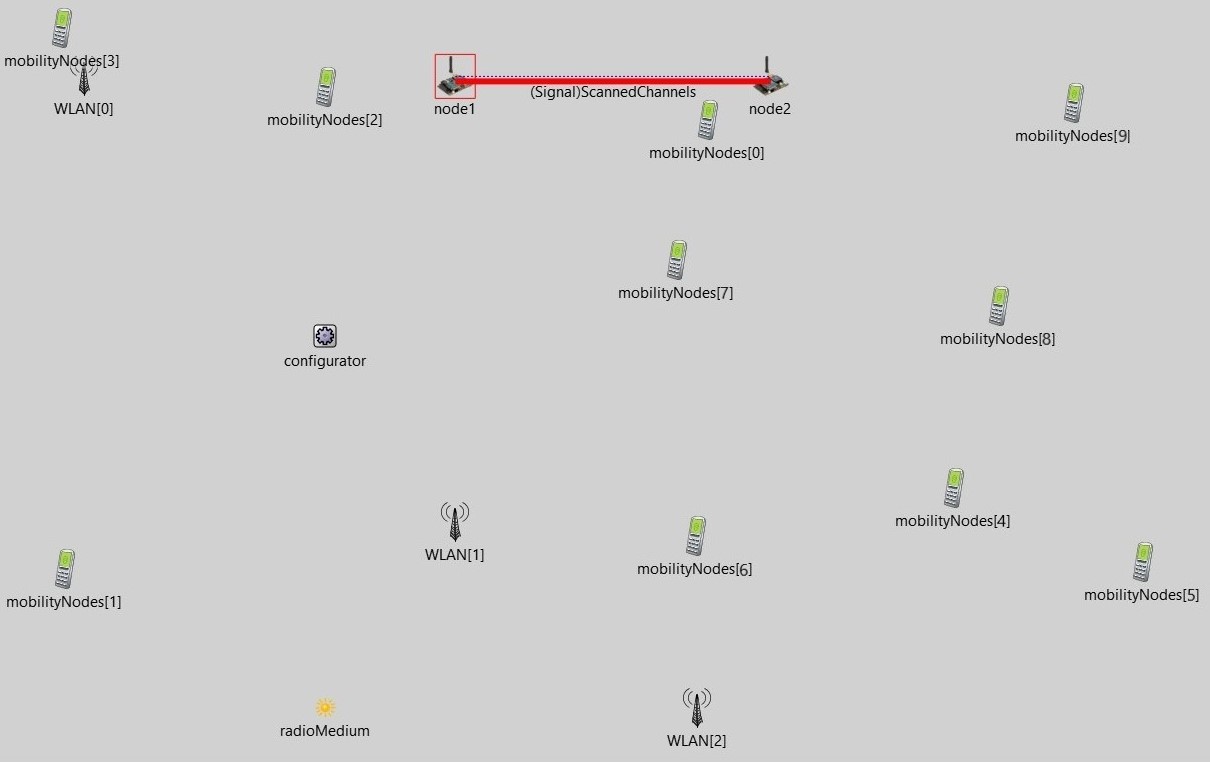 mobilityNodes[3]
WLAN[0]
mobilityNodes[2]
node1
(Signal)ScannedChannels
node2
mobilityNodes[0]
mobilityNodes[9]
mobilityNodes[7]
mobilityNodes[8]
configurator
mobilityNodes[4]
WLAN[1]
mobilityNodes[6]
mobilityNodes[1]
mobilityNodes[5]
radioMedium
WLAN[2]